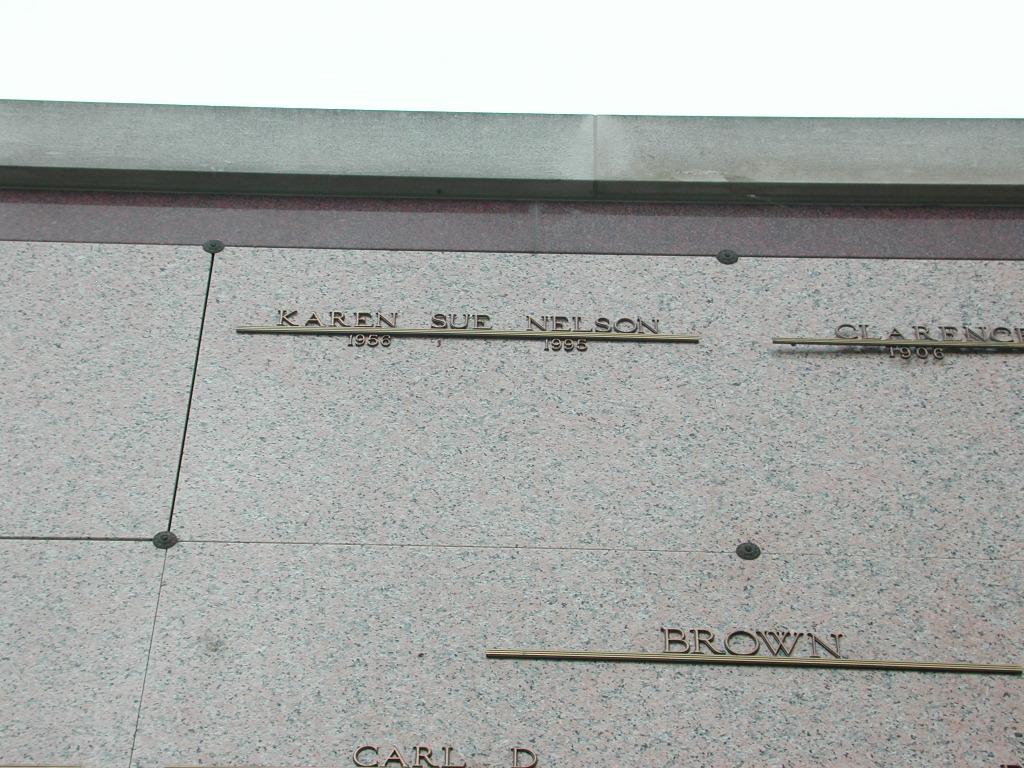 KAREN SUE NELSON
1956 1995
CLARENCE
1906
BROWN
CARL D